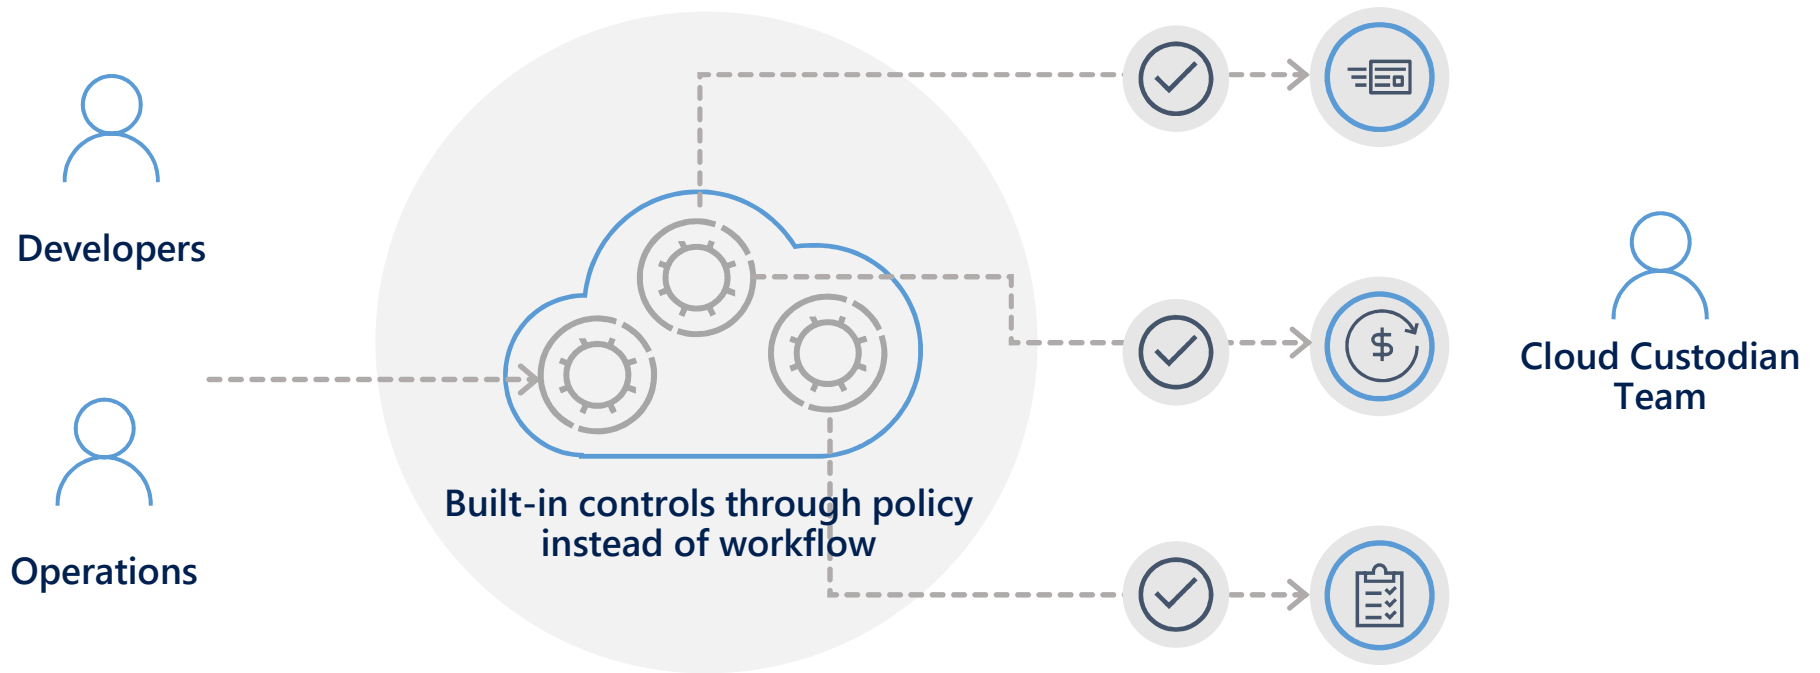 Developers
Operations
Built-in controls through policy
instead of workflow
$
Cloud Custodian
Team